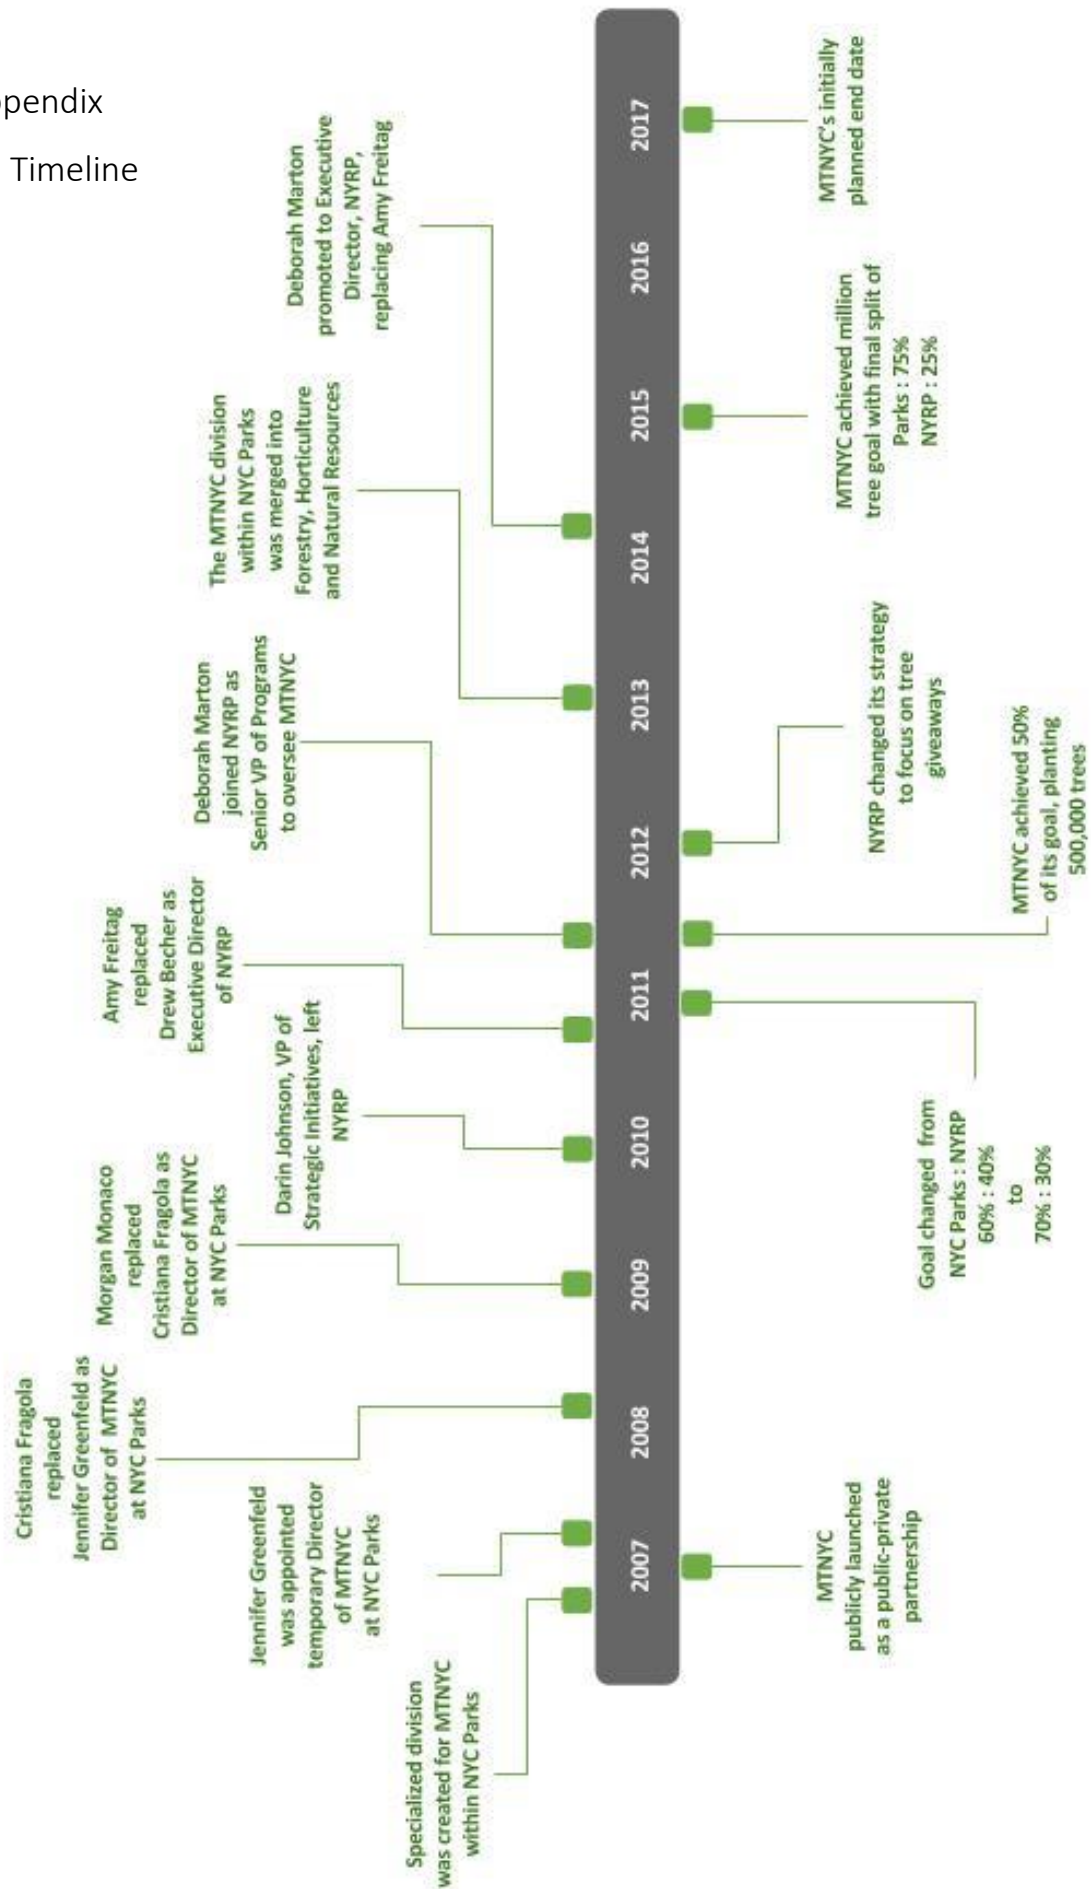 ppendix
Timeline
Specialized division
was created for MTNYC
within NYC Parks
Jennifer Greenfeld
was appointed
temporary Director
of MTNYC
at NYC Parks
Cristiana Fragola
replaced
Jennifer Greenfeld as
Director of MTNYC
at NYC Parks
Morgan Monaco
replaced
Cristiana Fragola as
Director of MTNYC
at NYC Parks
Darin Johnson, VP of
Strategic Initiatives, left
NYRP
Amy Freitag
replaced
Drew Becher as
Executive Director
of NYRP
Deborah Marton
joined NYRP as
Senior VP of Programs
to oversee MTNYC
The MTNYC division
within NYC Parks
was merged into
Forestry, Horticulture
and Natural Resources
Deborah Marton
promoted to Executive
Director, NYRP,
replacing Amy Freitag
2007
2008
2009
2010
2011
2012
2013
2014
2015
2016
2017
MTNYC
publicly launched
as a public-private
partnership
Goal changed from
NYC Parks : NYRP
60% : 40%
to
70% : 30%
MTNYC achieved 50%
of its goal, planting
500,000 trees
NYRP changed its strategy
to focus on tree
giveaways
MTNYC achieved million
tree goal with final split of
Parks : 75%
NYRP : 25%
MTNYC's initially
planned end date